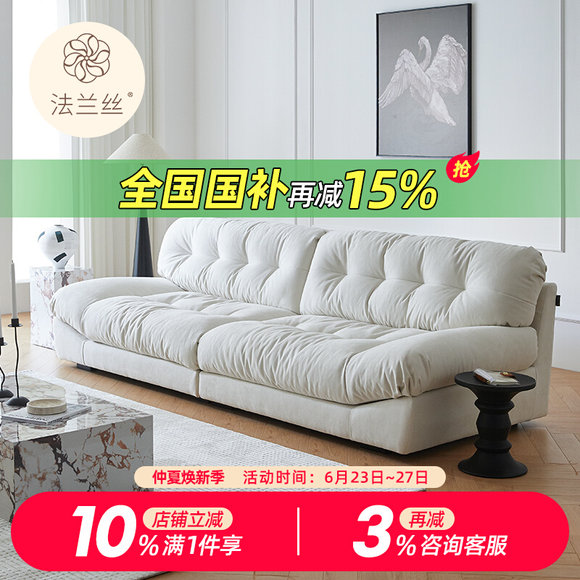 法兰丝®
全国国补再减15%
抢
仲夏焕新季 活动时间：6月23日~27日
10% 店铺立减 满1件享
3% 再减 咨询客服